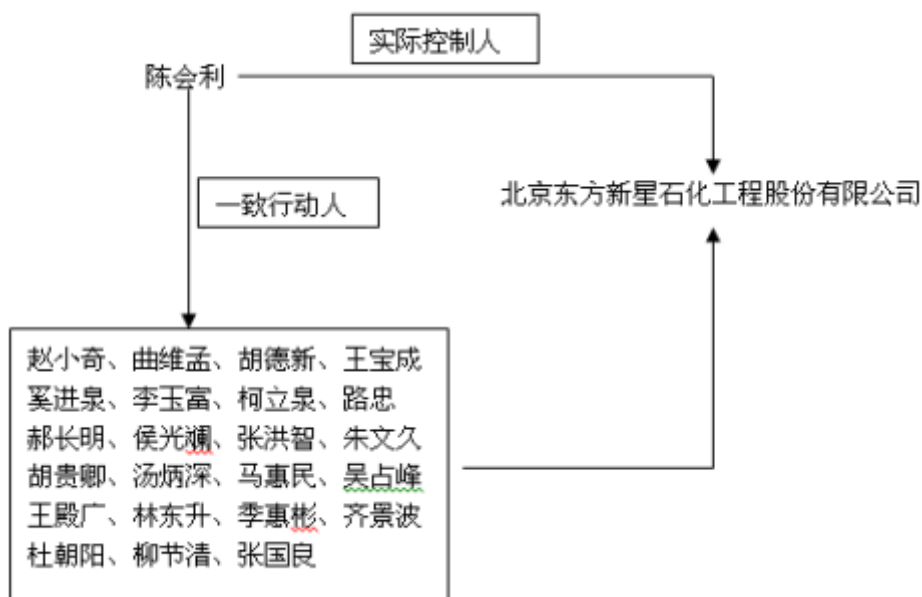 实际控制人
陈会利
一致行动人
北京东方新星石化工程股份有限公司
赵小奇、曲维孟、胡德新、王宝成
奚进泉、李玉富、柯立泉、路忠
郝长明、侯光斓、张洪智、朱文久
胡贵卿、汤炳深、马惠民、吴占峰
王殿广、林东升、季惠彬、齐景波
杜朝阳、柳节清、张国良